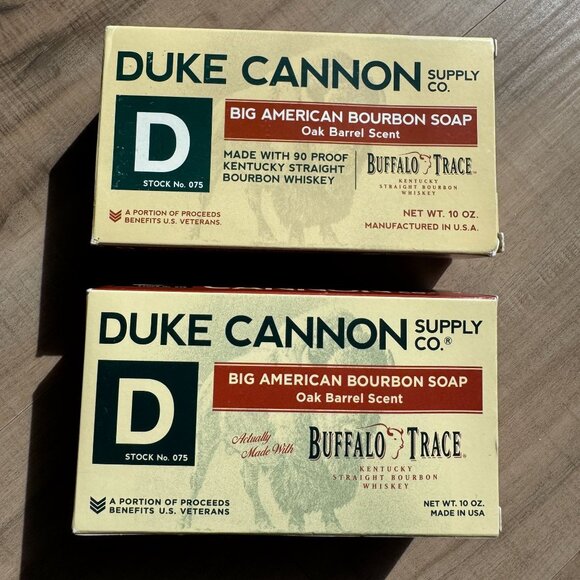 DUKE CANNON SUPPLY CO.
D
STOCK No. 075
BIG AMERICAN BOURBON SOAP
Oak Barrel Scent
MADE WITH 90 PROOF
KENTUCKY STRAIGHT
BOURBON WHISKEY
BUFFALO TRACE™
KENTUCKY
STRAIGHT BOURBON
WHISKEY
A PORTION OF PROCEEDS
BENEFITS U.S. VETERANS.
NET WT. 10 OZ.
MANUFACTURED IN U.S.A.
DUKE CANNON SUPPLY CO.®
D
STOCK No. 075
BIG AMERICAN BOURBON SOAP
Oak Barrel Scent
Actually
Made With
BUFFALO TRACE®
KENTUCKY
STRAIGHT BOURBON
WHISKEY
A PORTION OF PROCEEDS
BENEFITS U.S. VETERANS
NET WT. 10 OZ.
MADE IN USA